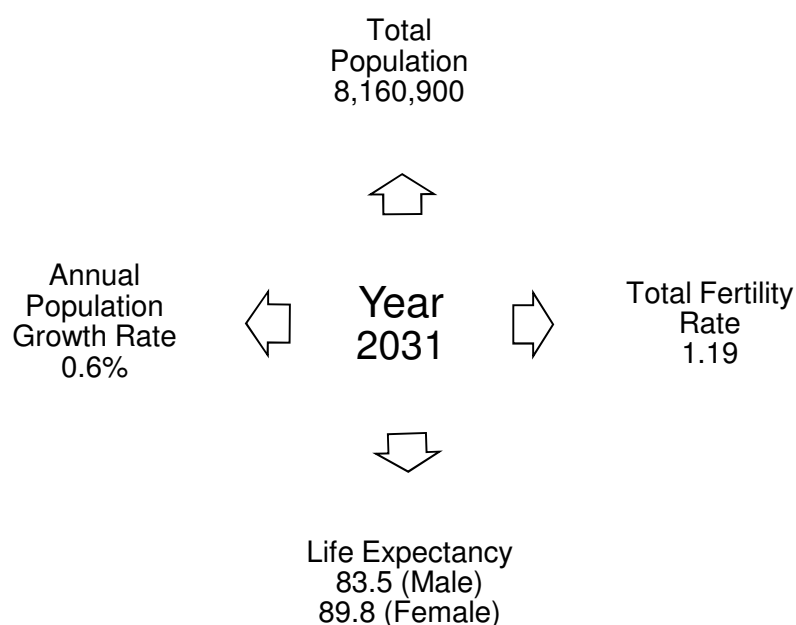 Total
Population
8,160,900
Annual
Population
Growth Rate
0.6%
Year
2031
Total Fertility
Rate
1.19
Life Expectancy
83.5 (Male)
89.8 (Female)